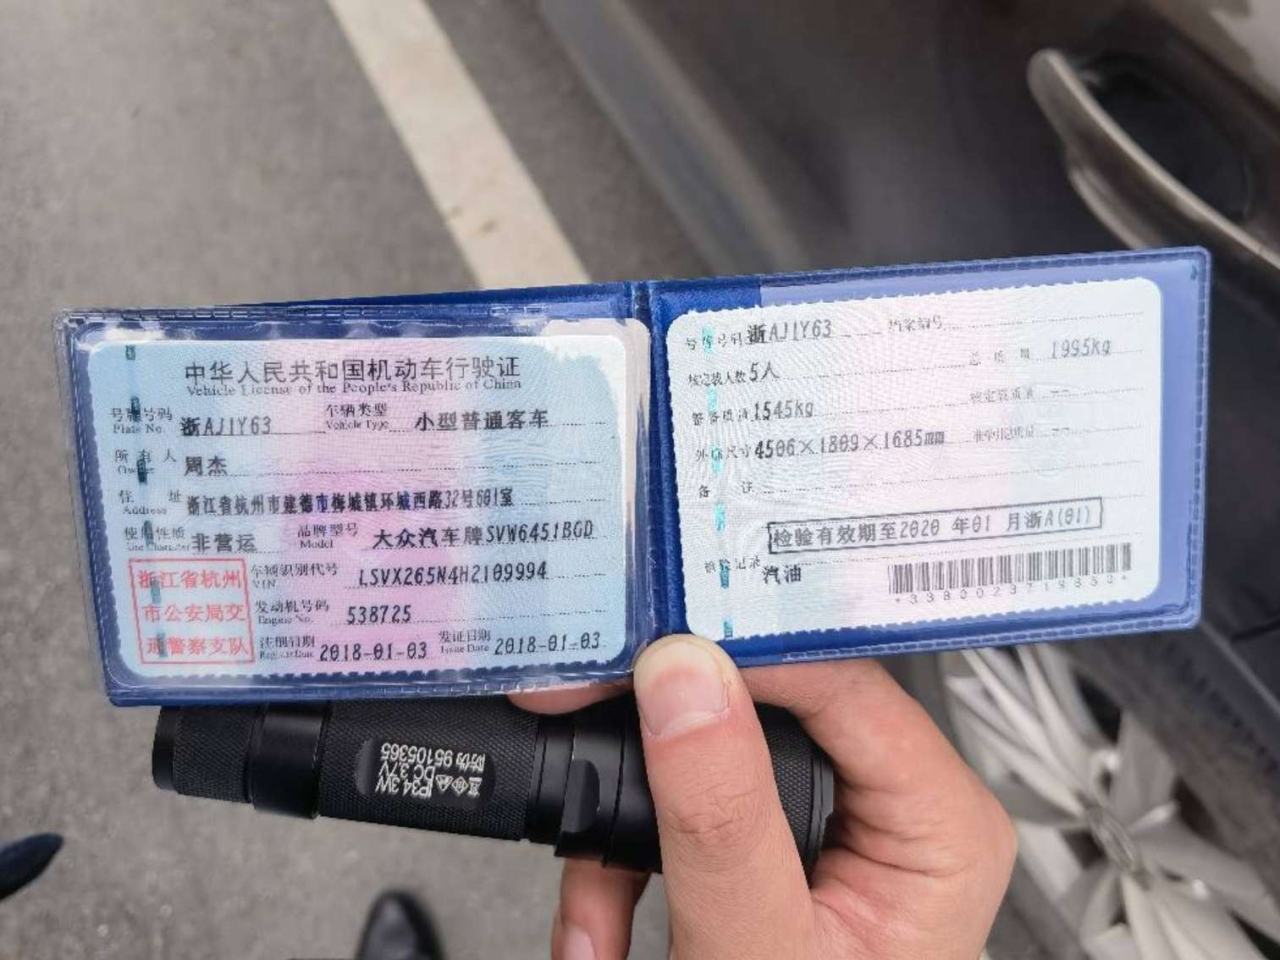 中华人民共和国机动车行驶证
Vehicle License of the People's Republic of China
号牌号码 Plate No. 浙AJ1Y63 车辆类型 Vehicle Type 小型普通客车
所有人 Owner 周杰
住址 Address 浙江省杭州市建德市梅城镇环城西路32号601室
使用性质 Use Character 非营运 品牌型号 Model 大众汽车牌SVW6451BGD
车辆识别代号 VIN LSVX265N4H2109994
发动机号码 Engine No. 538725
注册日期 Register Date 2018-01-03 发证日期 Issue Date 2018-01-03
浙江省杭州
市公安局交
通警察支队
号牌号码 浙AJ1Y63 档案编号
核定载人数 5人 总质量 1995kg
整备质量 1545kg 核定载质量 --
外廓尺寸 4506×1809×1685mm 准牵引总质量 --
备注
检验有效期至2020年01月浙A(01)
检验记录
汽油
*3380023719850*
防伪 95105365
DC 3.7V
IP34 3W